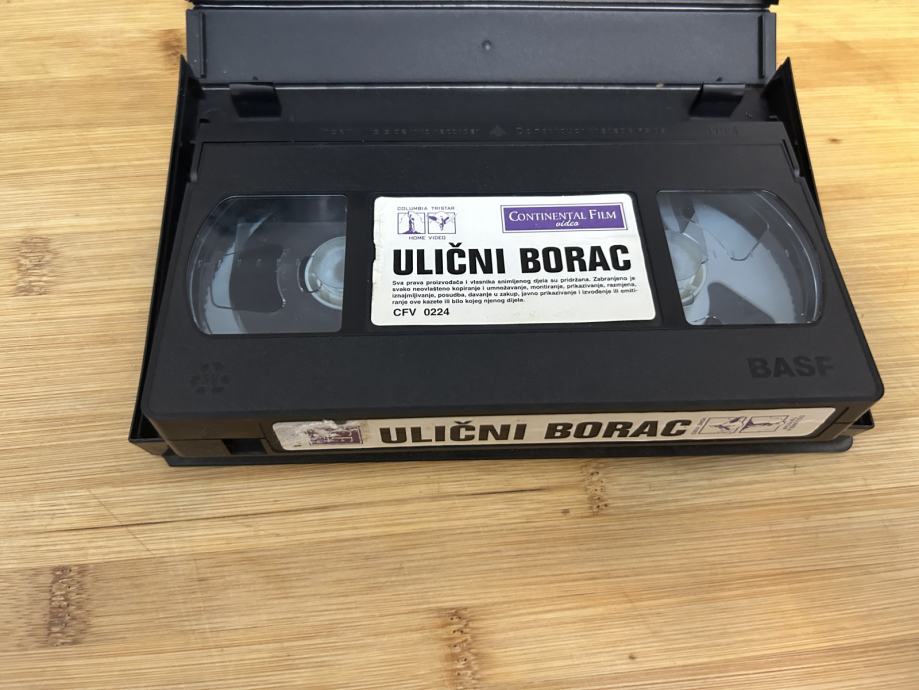 COLUMBIA TRISTAR
HOME VIDEO
CONTINENTAL FILM
video
ULIČNI BORAC
Sva prava proizvođača i vlasnika snimljenog djela su pridržana. Zabranjeno je
svako neovlašteno kopiranje i umnožavanje, montiranje, prikazivanje, razmjena,
iznajmljivanje, posudba, davanje u zakup, javno prikazivanje i izvođenje ili emiti-
ranje ove kazete ili bilo kojeg njenog dijela.
CFV 0224
BASF
ULIČNI BORAC